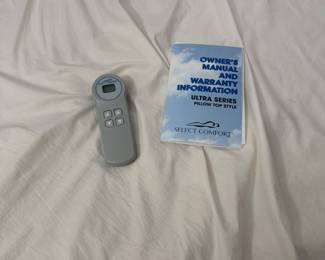 OWNER'S
MANUAL
AND
WARRANTY
INFORMATION
ULTRA SERIES
PILLOW TOP STYLE
SELECT COMFORT